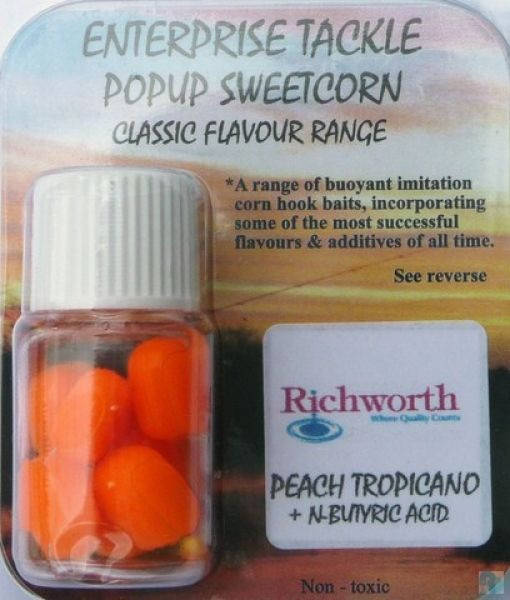 ENTERPRISE TACKLE
POPUP SWEETCORN
CLASSIC FLAVOUR RANGE
*A range of buoyant imitation
corn hook baits, incorporating
some of the most successful
flavours & additives of all time.
See reverse
Richworth
Where Quality Counts
PEACH TROPICANO
+ N-BUTYRIC ACID
Non - toxic